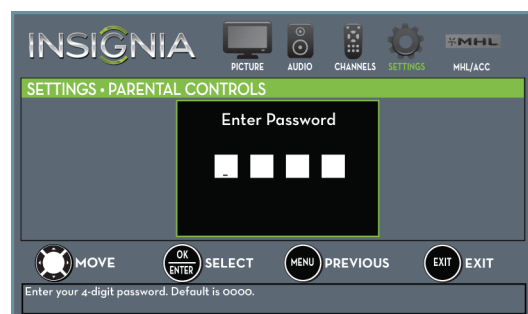 INSIGNIA
PICTURE AUDIO CHANNELS SETTINGS MHL MHL/ACC
SETTINGS • PARENTAL CONTROLS
Enter Password
_
MOVE OK ENTER SELECT MENU PREVIOUS EXIT EXIT
Enter your 4-digit password. Default is 0000.